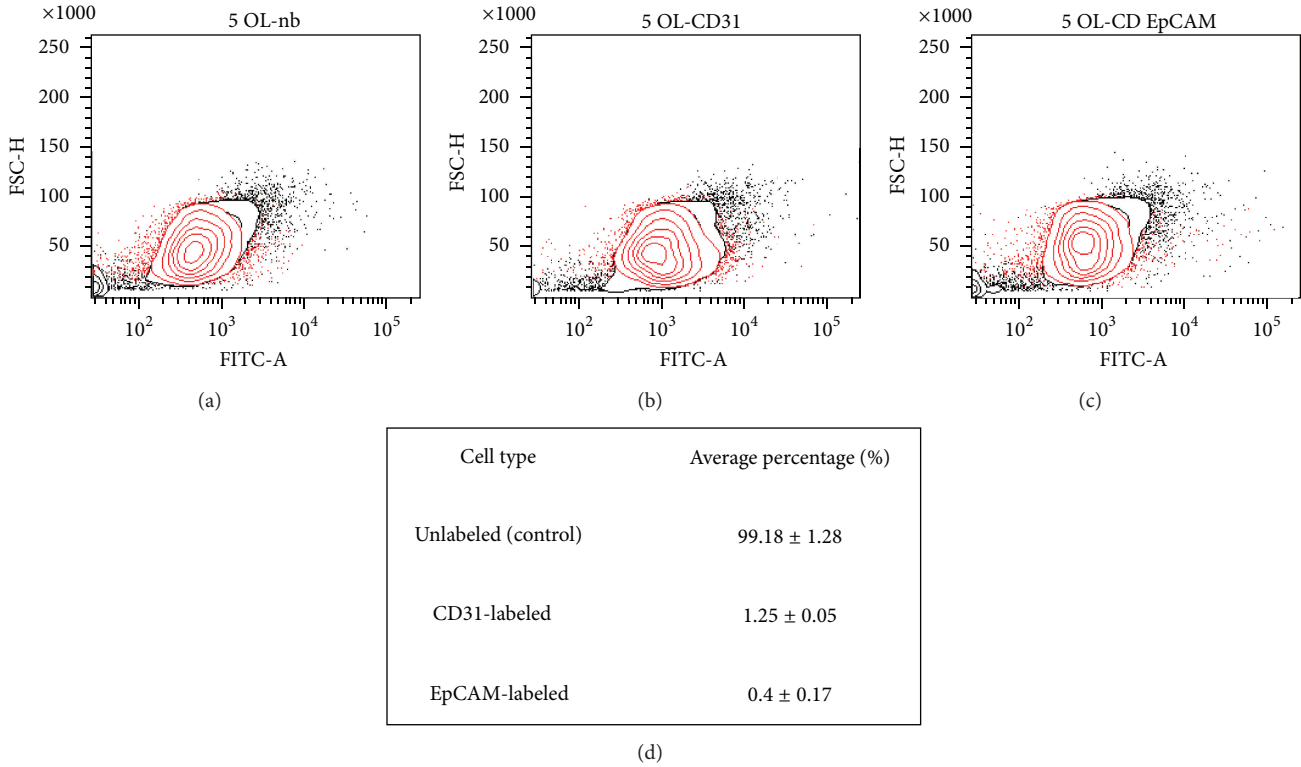 ×1000
5 OL-nb
250
200
150
100
50
FSC-H
10²
10³
10⁴
10⁵
FITC-A
(a)
×1000
5 OL-CD31
250
200
150
100
50
FSC-H
10²
10³
10⁴
10⁵
FITC-A
(b)
×1000
5 OL-CD EpCAM
250
200
150
100
50
FSC-H
10²
10³
10⁴
10⁵
FITC-A
(c)
Cell type Average percentage (%)
Unlabeled (control) 99.18 ± 1.28
CD31-labeled 1.25 ± 0.05
EpCAM-labeled 0.4 ± 0.17
(d)